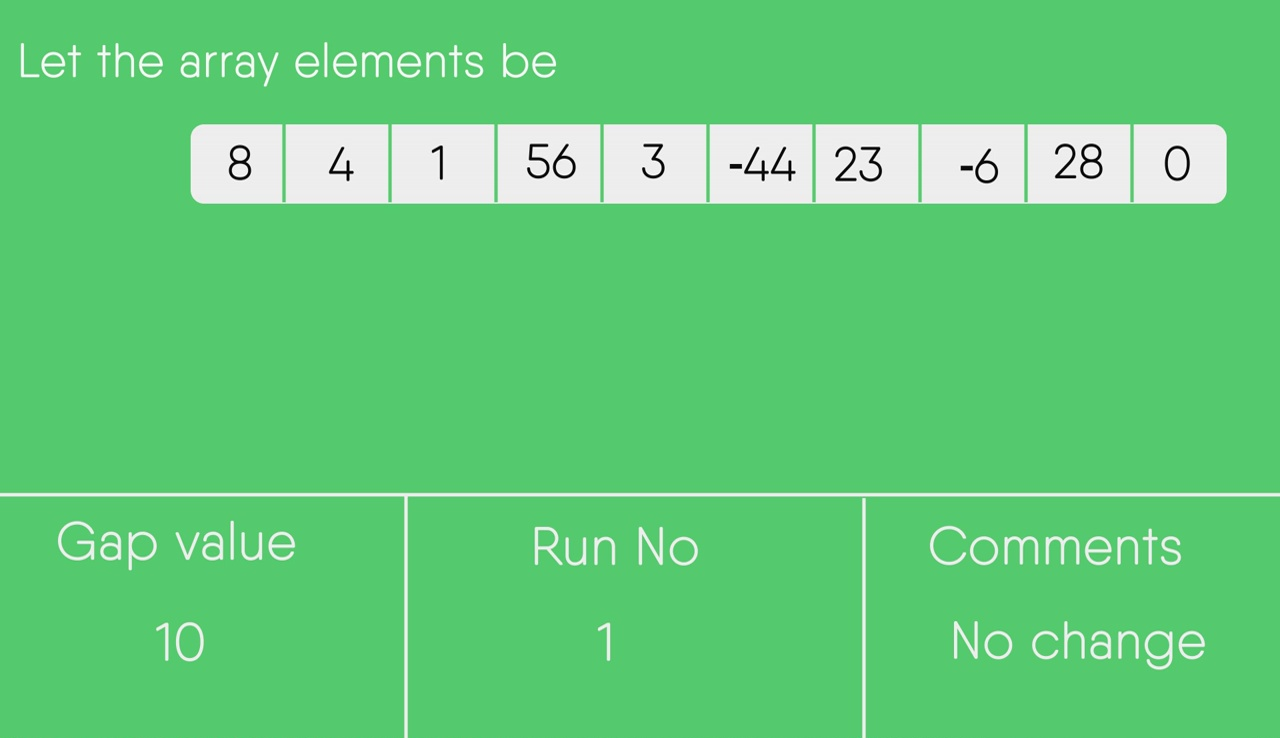 Let the array elements be
8 4 1 56 3 -44 23 -6 28 0
Gap value Run No Comments
10 1 No change